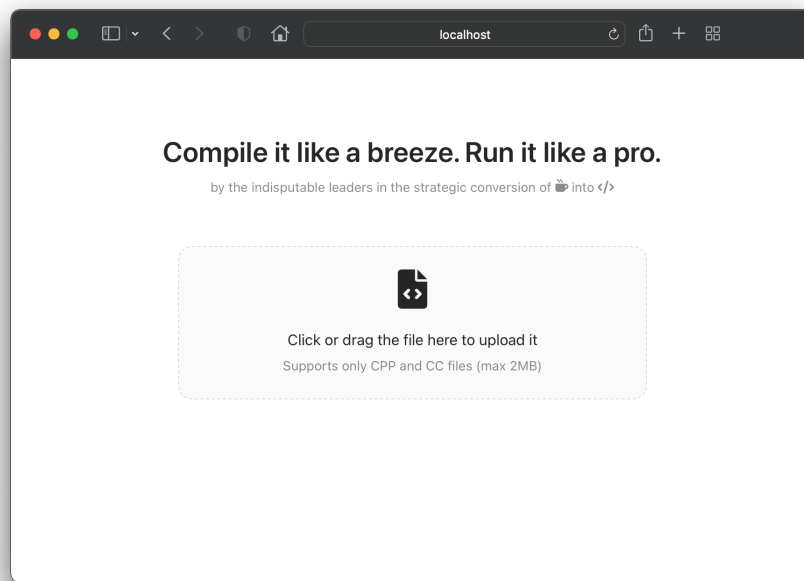 localhost
Compile it like a breeze. Run it like a pro.
by the indisputable leaders in the strategic conversion of into </>
Click or drag the file here to upload it
Supports only CPP and CC files (max 2MB)